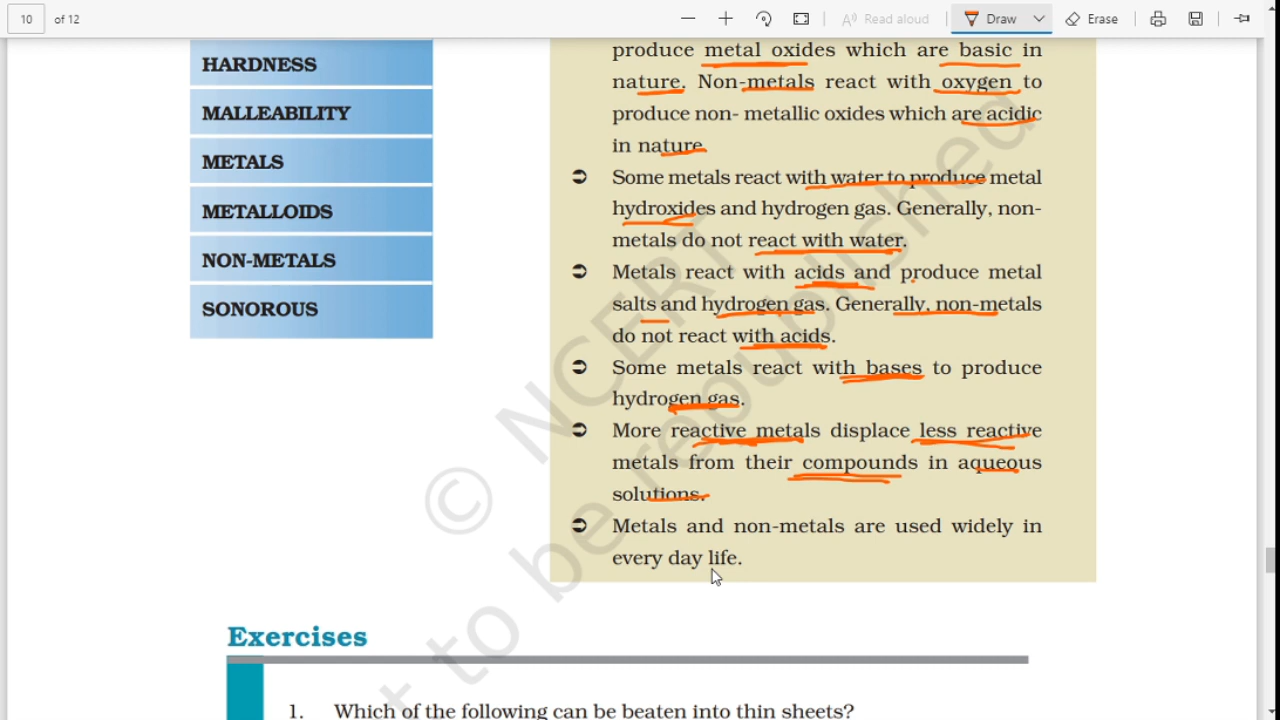 10
of 12
Read aloud
Draw
Erase
HARDNESS
MALLEABILITY
METALS
METALLOIDS
NON-METALS
SONOROUS
produce metal oxides which are basic in
nature. Non-metals react with oxygen to
produce non- metallic oxides which are acidic
in nature.
Some metals react with water to produce metal
hydroxides and hydrogen gas. Generally, non-
metals do not react with water.
Metals react with acids and produce metal
salts and hydrogen gas. Generally, non-metals
do not react with acids.
Some metals react with bases to produce
hydrogen gas.
More reactive metals displace less reactive
metals from their compounds in aqueous
solutions.
Metals and non-metals are used widely in
every day life.
© NCERT
not to be republished
Exercises
1. Which of the following can be beaten into thin sheets?